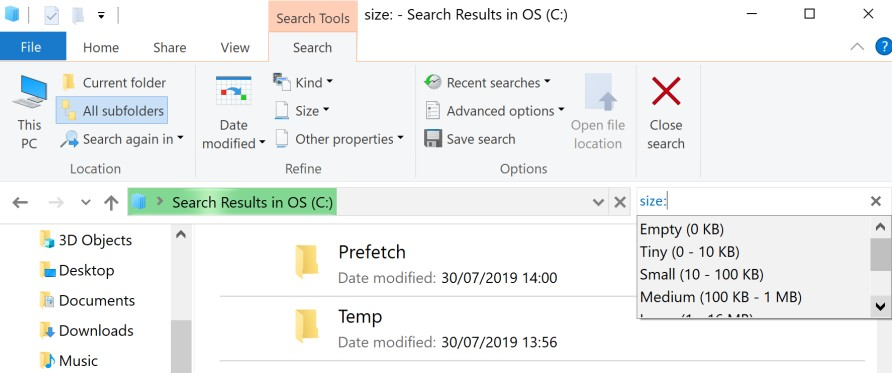 Search Tools
size: - Search Results in OS (C:)
File
Home
Share
View
Search
?
This PC
Current folder
All subfolders
Search again in
Location
Date modified
Kind
Size
Other properties
Refine
Recent searches
Advanced options
Save search
Options
Open file location
Close search
Search Results in OS (C:)
size:
3D Objects
Desktop
Documents
Downloads
Music
Prefetch
Date modified: 30/07/2019 14:00
Temp
Date modified: 30/07/2019 13:56
Empty (0 KB)
Tiny (0 - 10 KB)
Small (10 - 100 KB)
Medium (100 KB - 1 MB)